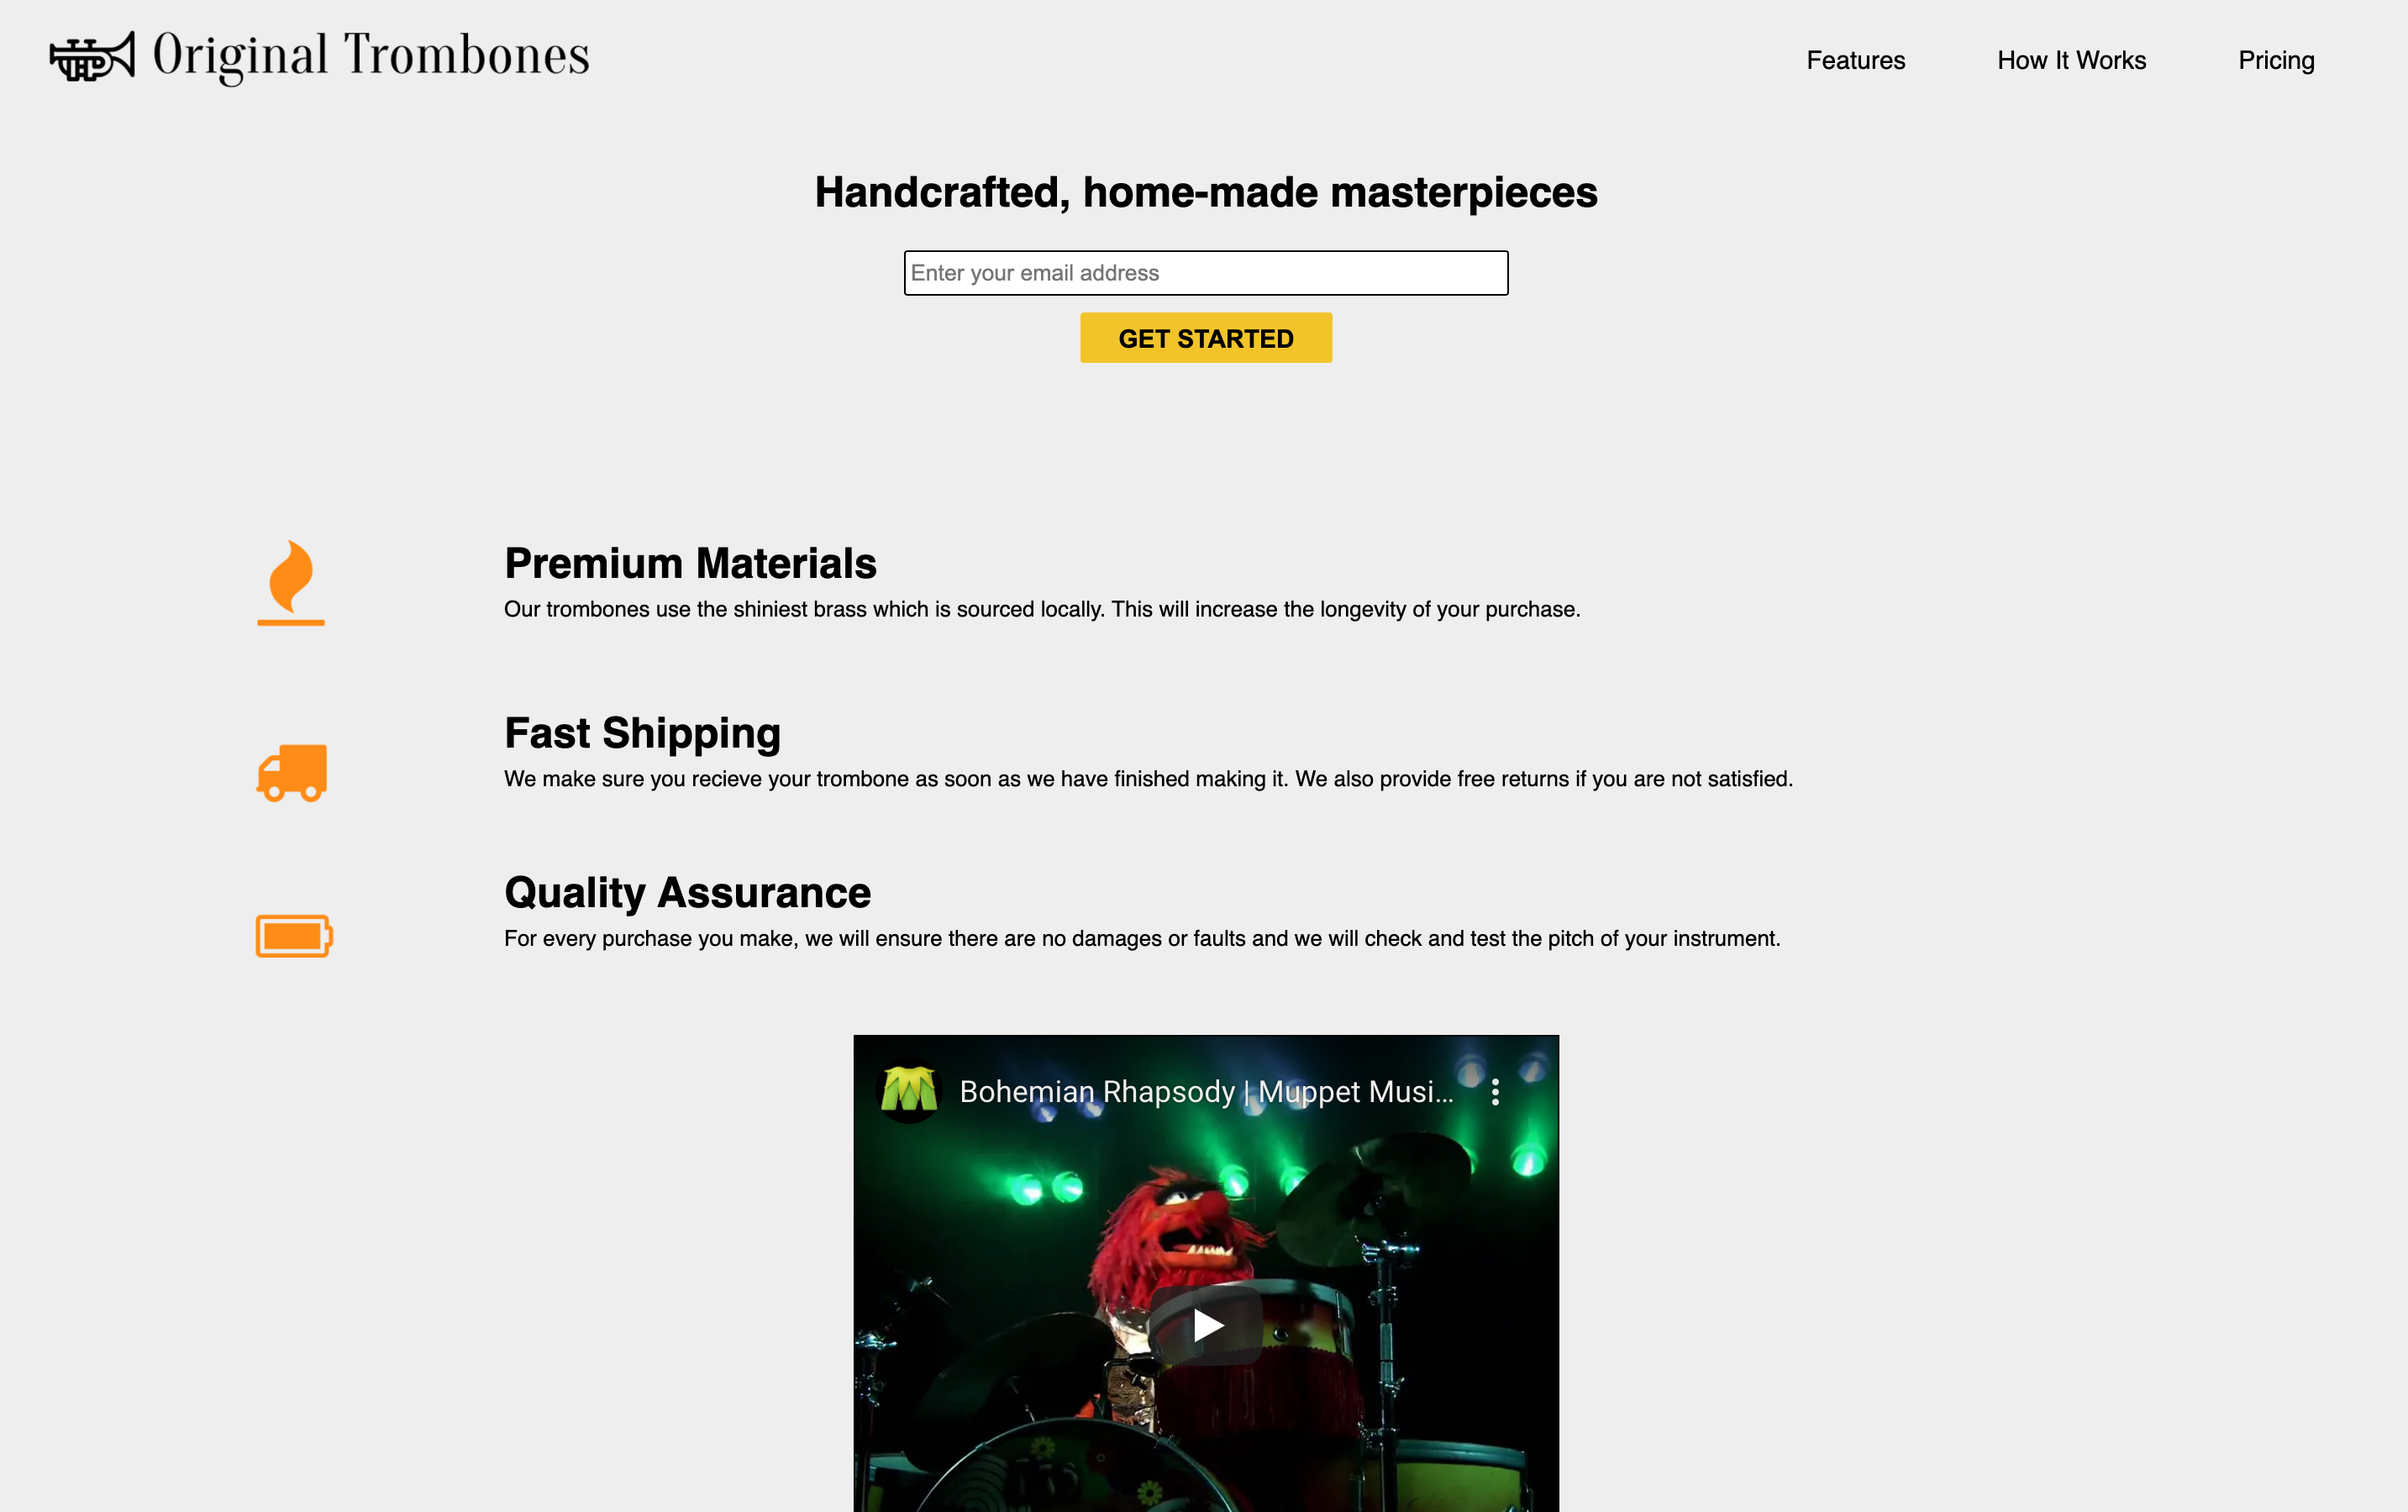 Original Trombones
Features
How It Works
Pricing
Handcrafted, home-made masterpieces
Enter your email address
GET STARTED
Premium Materials
Our trombones use the shiniest brass which is sourced locally. This will increase the longevity of your purchase.
Fast Shipping
We make sure you recieve your trombone as soon as we have finished making it. We also provide free returns if you are not satisfied.
Quality Assurance
For every purchase you make, we will ensure there are no damages or faults and we will check and test the pitch of your instrument.
Bohemian Rhapsody | Muppet Musi...